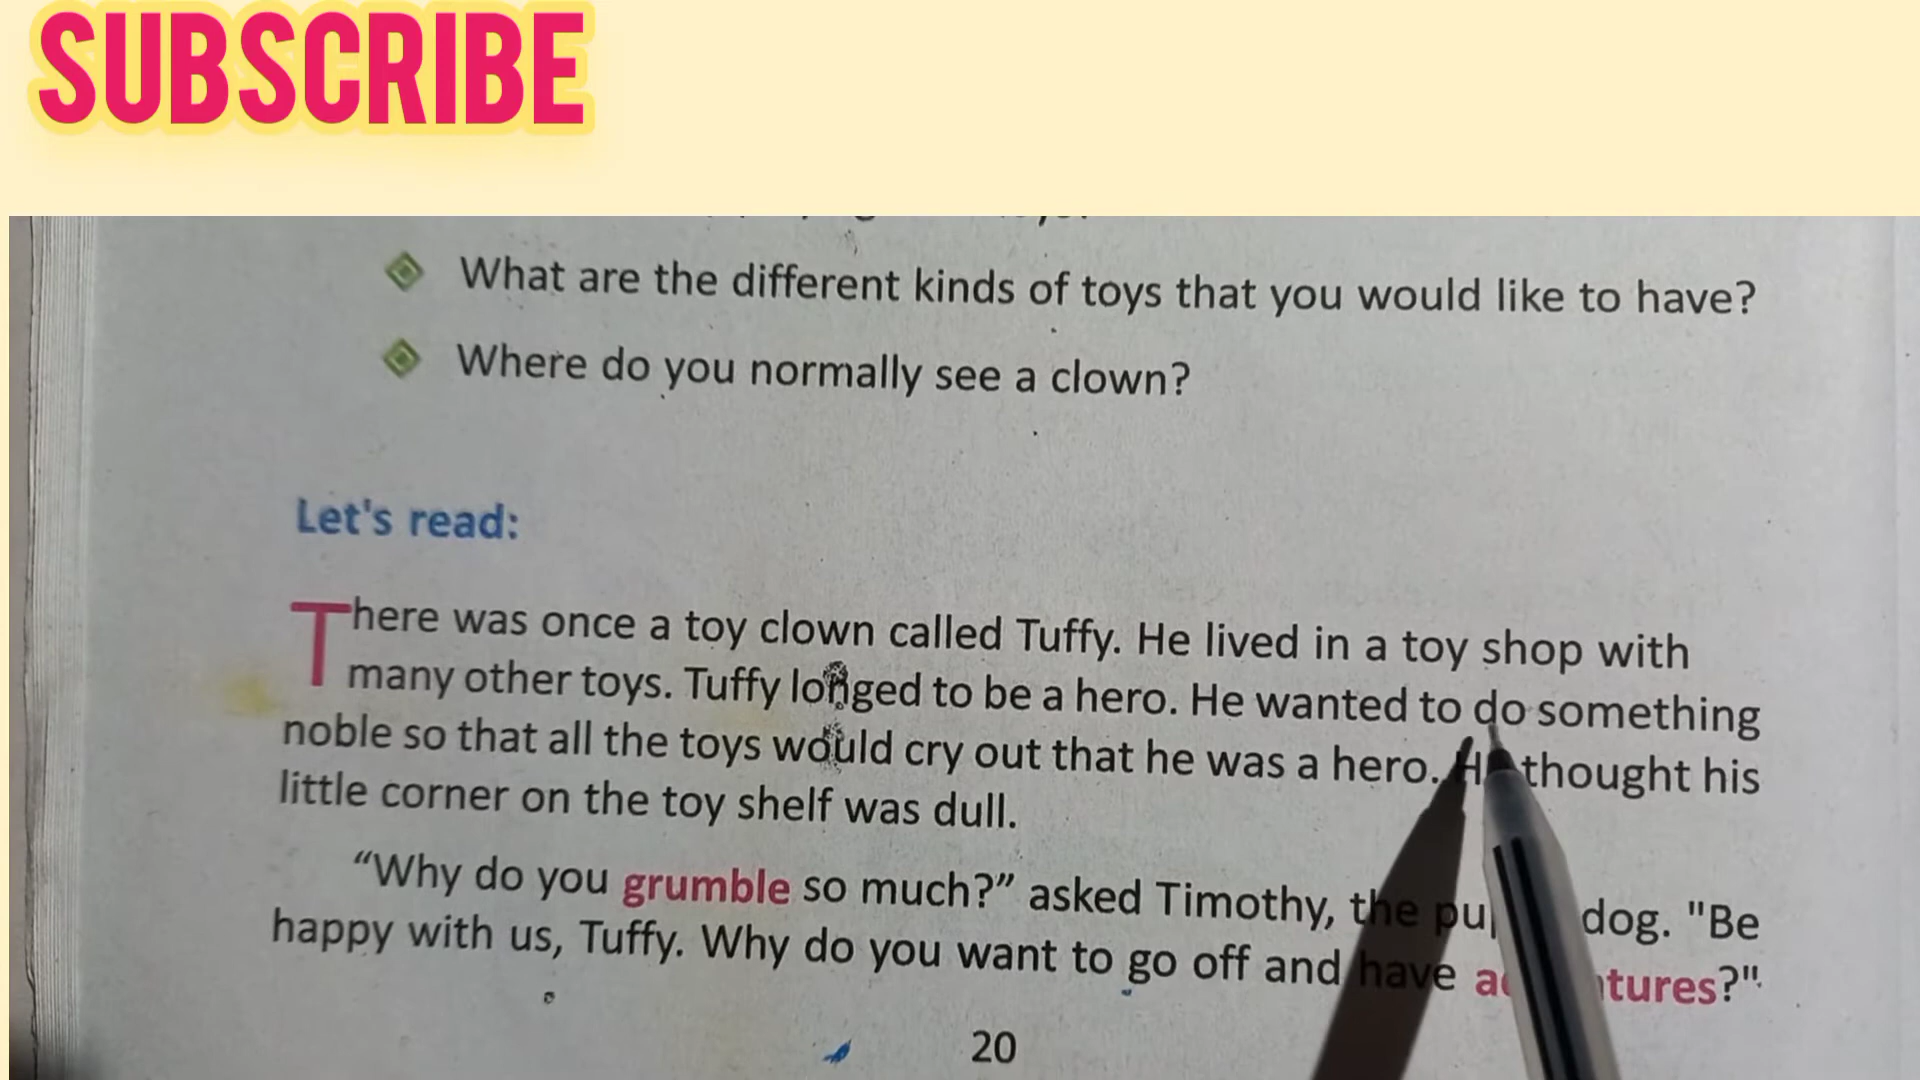 SUBSCRIBE
What are the different kinds of toys that you would like to have?
Where do you normally see a clown?
Let's read:
There was once a toy clown called Tuffy. He lived in a toy shop with
many other toys. Tuffy longed to be a hero. He wanted to do something
noble so that all the toys would cry out that he was a hero. He thought his
little corner on the toy shelf was dull.
“Why do you grumble so much?” asked Timothy, the dog. "Be
happy with us, Tuffy. Why do you want to go off and have adventures?"
20